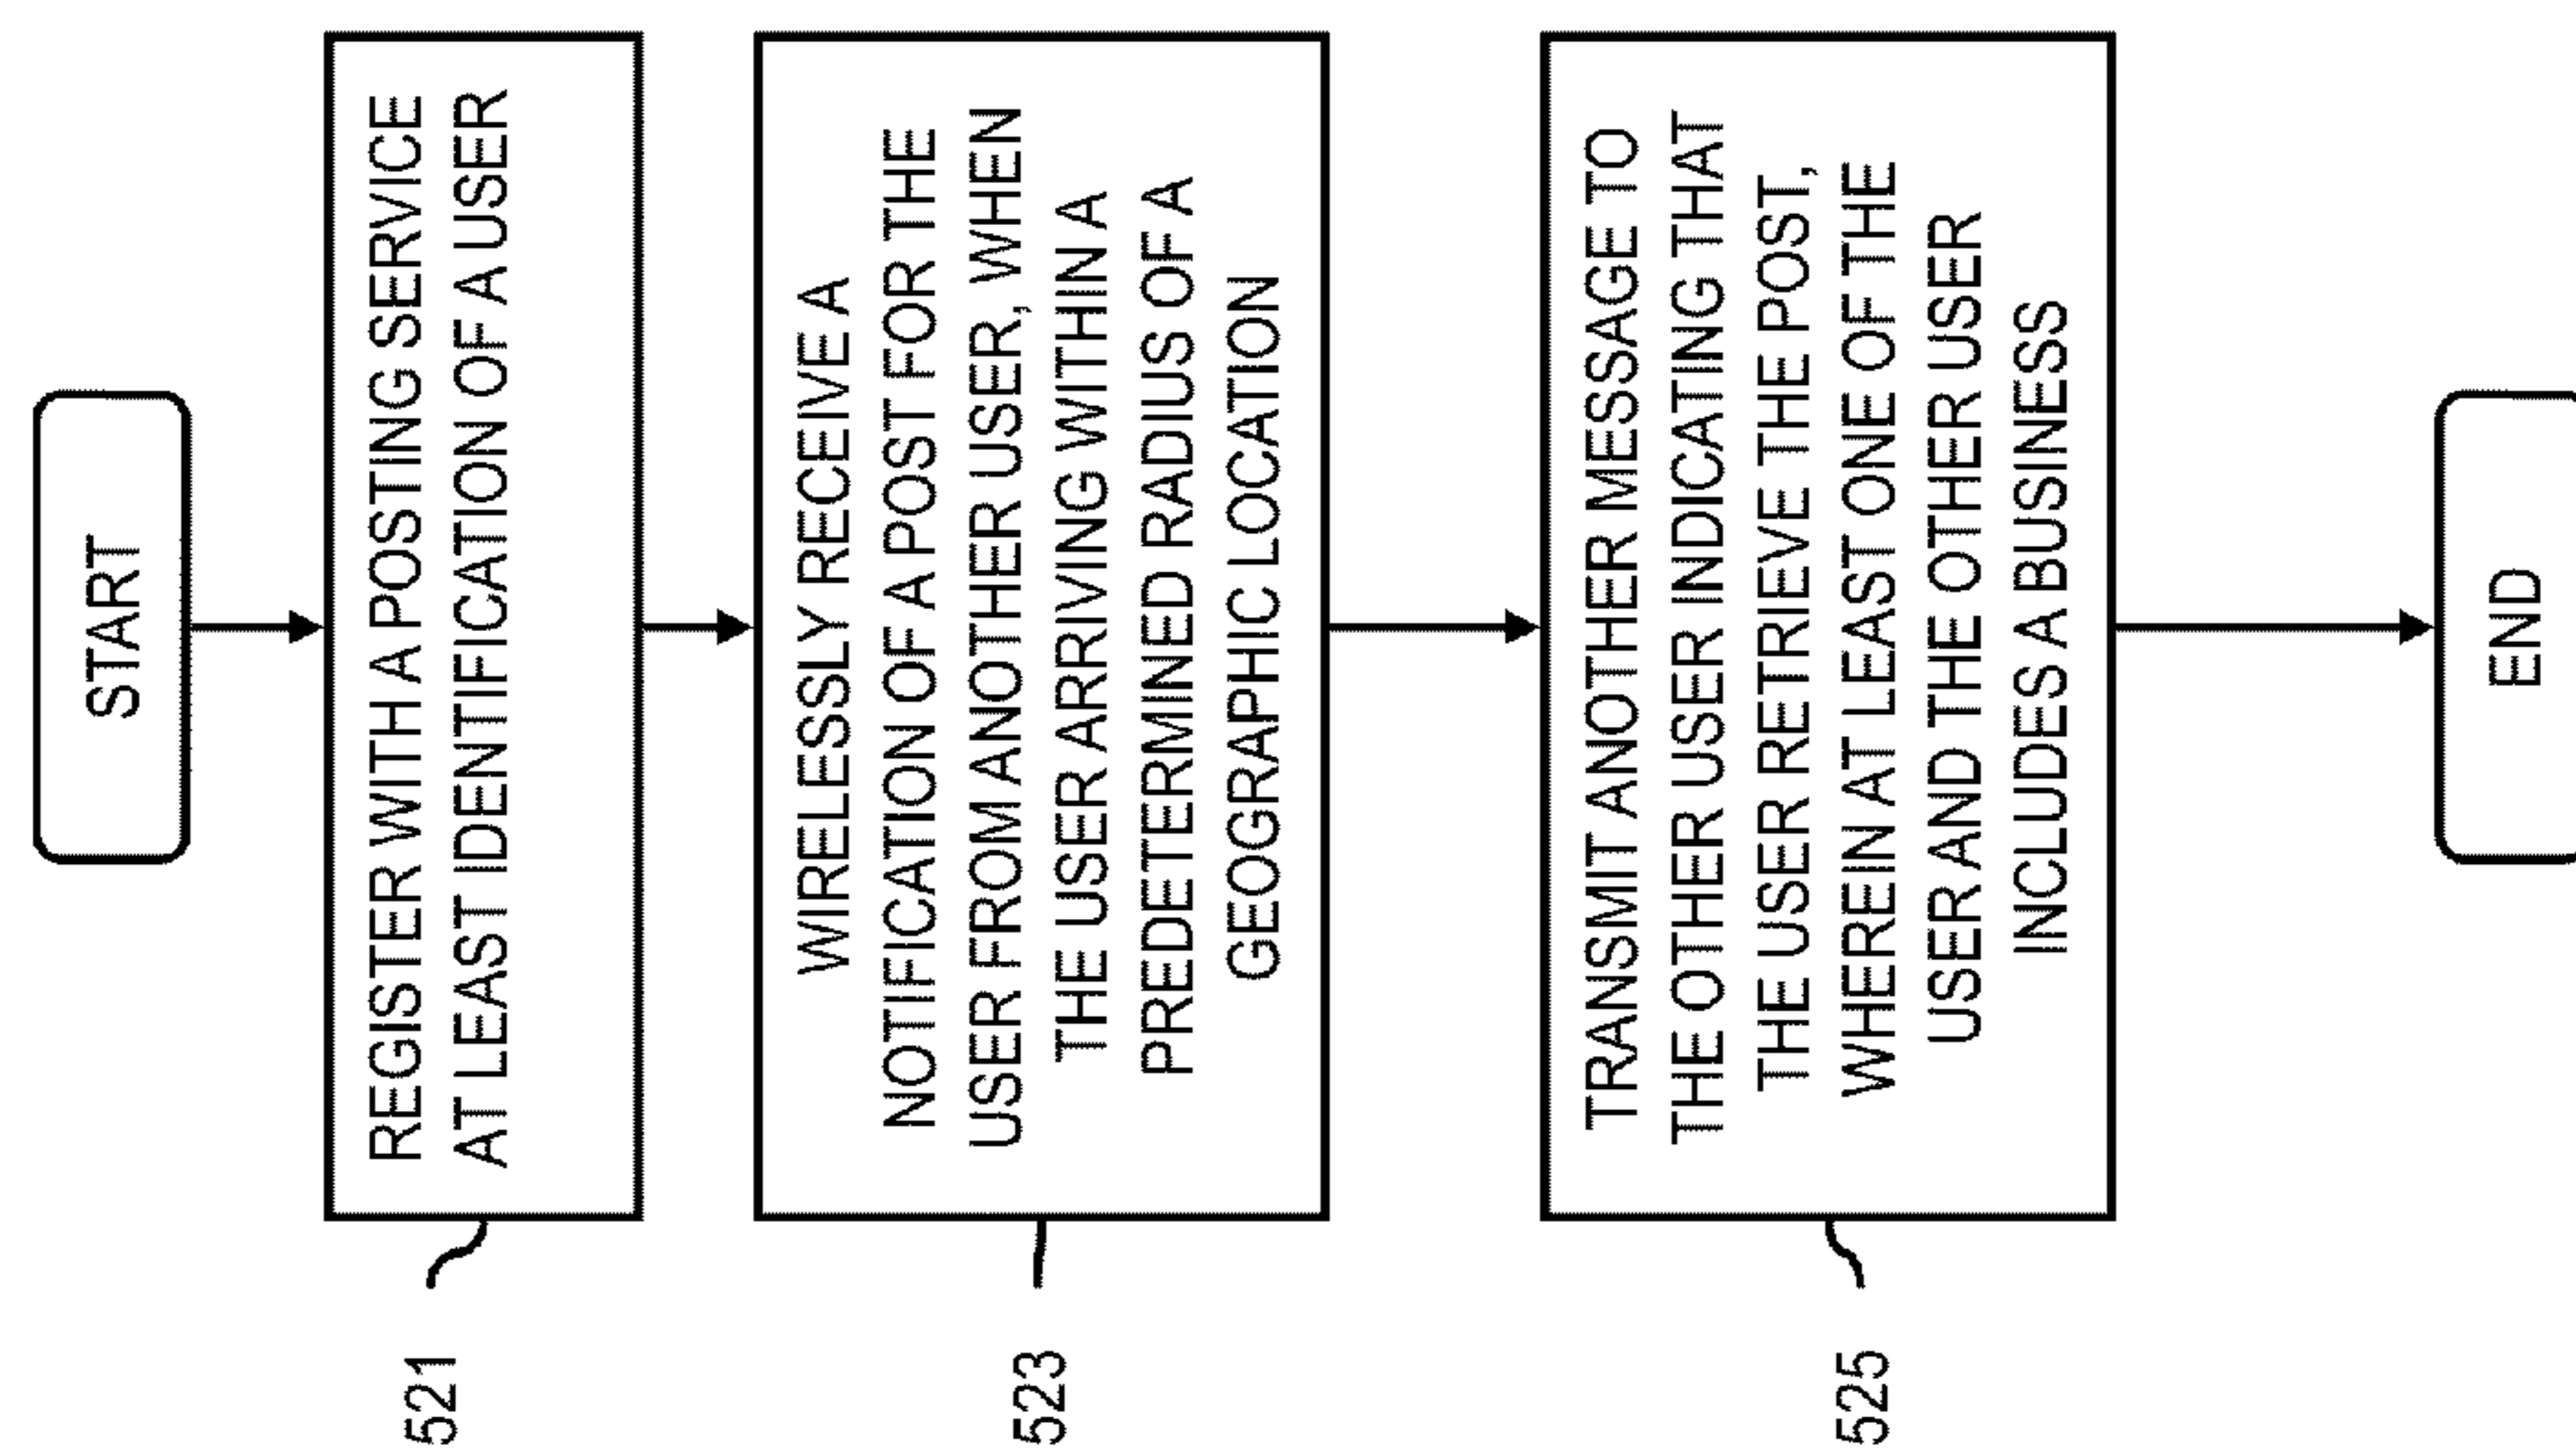 START
521
REGISTER WITH A POSTING SERVICE
AT LEAST IDENTIFICATION OF A USER
523
WIRELESSLY RECEIVE A
NOTIFICATION OF A POST FOR THE
USER FROM ANOTHER USER, WHEN
THE USER ARRIVING WITHIN A
PREDETERMINED RADIUS OF A
GEOGRAPHIC LOCATION
525
TRANSMIT ANOTHER MESSAGE TO
THE OTHER USER INDICATING THAT
THE USER RETRIEVE THE POST,
WHEREIN AT LEAST ONE OF THE
USER AND THE OTHER USER
INCLUDES A BUSINESS
END